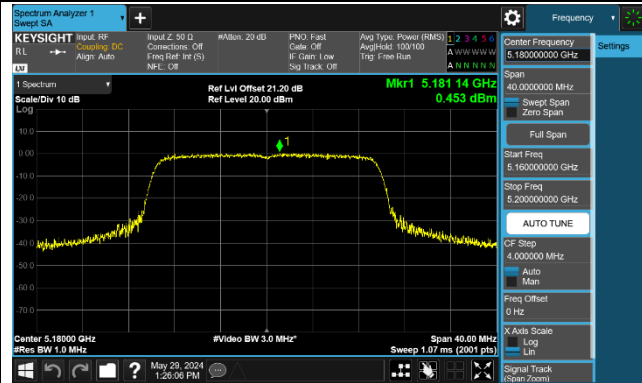 Spectrum Analyzer 1
Swept SA
Frequency
KEYSIGHT
RL
LXI
Input: RF
Coupling: DC
Align: Auto
Input Z: 50 Ω
Corrections: Off
Freq Ref: Int (S)
NFE: Off
#Atten: 20 dB
PNO: Fast
Gate: Off
IF Gain: Low
Sig Track: Off
Avg Type: Power (RMS)
Avg|Hold: 100/100
Trig: Free Run
1 2 3 4 5 6
A W W W W W
A N N N N N
1 Spectrum
Scale/Div 10 dB
Log
Ref Lvl Offset 21.20 dB
Ref Level 20.00 dBm
Mkr1 5.181 14 GHz
0.453 dBm
1
10.0
0.00
-10.0
-20.0
-30.0
-40.0
-50.0
-60.0
-70.0
Center 5.18000 GHz
#Res BW 1.0 MHz
#Video BW 3.0 MHz*
Span 40.00 MHz
Sweep 1.07 ms (2001 pts)
May 29, 2024
1:26:06 PM
Center Frequency
5.180000000 GHz
Span
40.0000000 MHz
Swept Span
Zero Span
Full Span
Start Freq
5.160000000 GHz
Stop Freq
5.200000000 GHz
AUTO TUNE
CF Step
4.000000 MHz
Auto
Man
Freq Offset
0 Hz
X Axis Scale
Log
Lin
Signal Track
(Span Zoom)
Settings